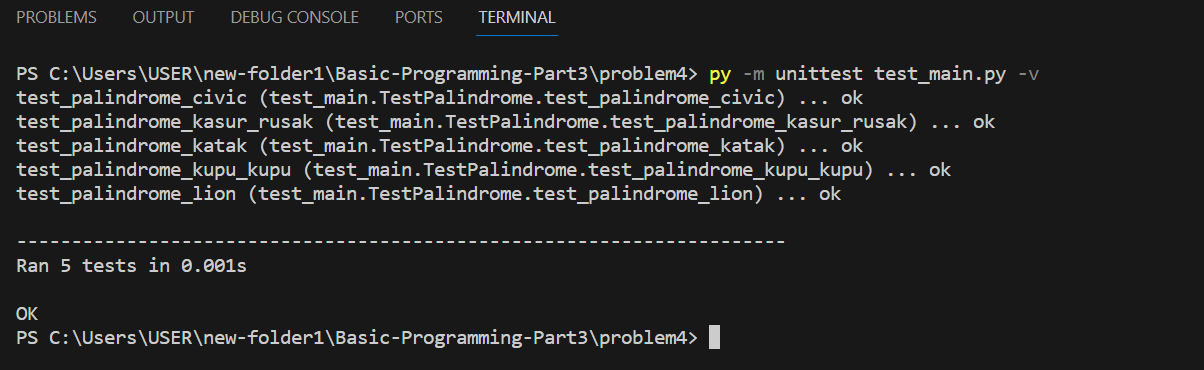 PROBLEMS OUTPUT DEBUG CONSOLE PORTS TERMINAL
PS C:\Users\USER\new-folder1\Basic-Programming-Part3\problem4> py -m unittest test_main.py -v
test_palindrome_civic (test_main.TestPalindrome.test_palindrome_civic) ... ok
test_palindrome_kasur_rusak (test_main.TestPalindrome.test_palindrome_kasur_rusak) ... ok
test_palindrome_katak (test_main.TestPalindrome.test_palindrome_katak) ... ok
test_palindrome_kupu_kupu (test_main.TestPalindrome.test_palindrome_kupu_kupu) ... ok
test_palindrome_lion (test_main.TestPalindrome.test_palindrome_lion) ... ok
----------------------------------------------------------------------
Ran 5 tests in 0.001s
OK
PS C:\Users\USER\new-folder1\Basic-Programming-Part3\problem4>